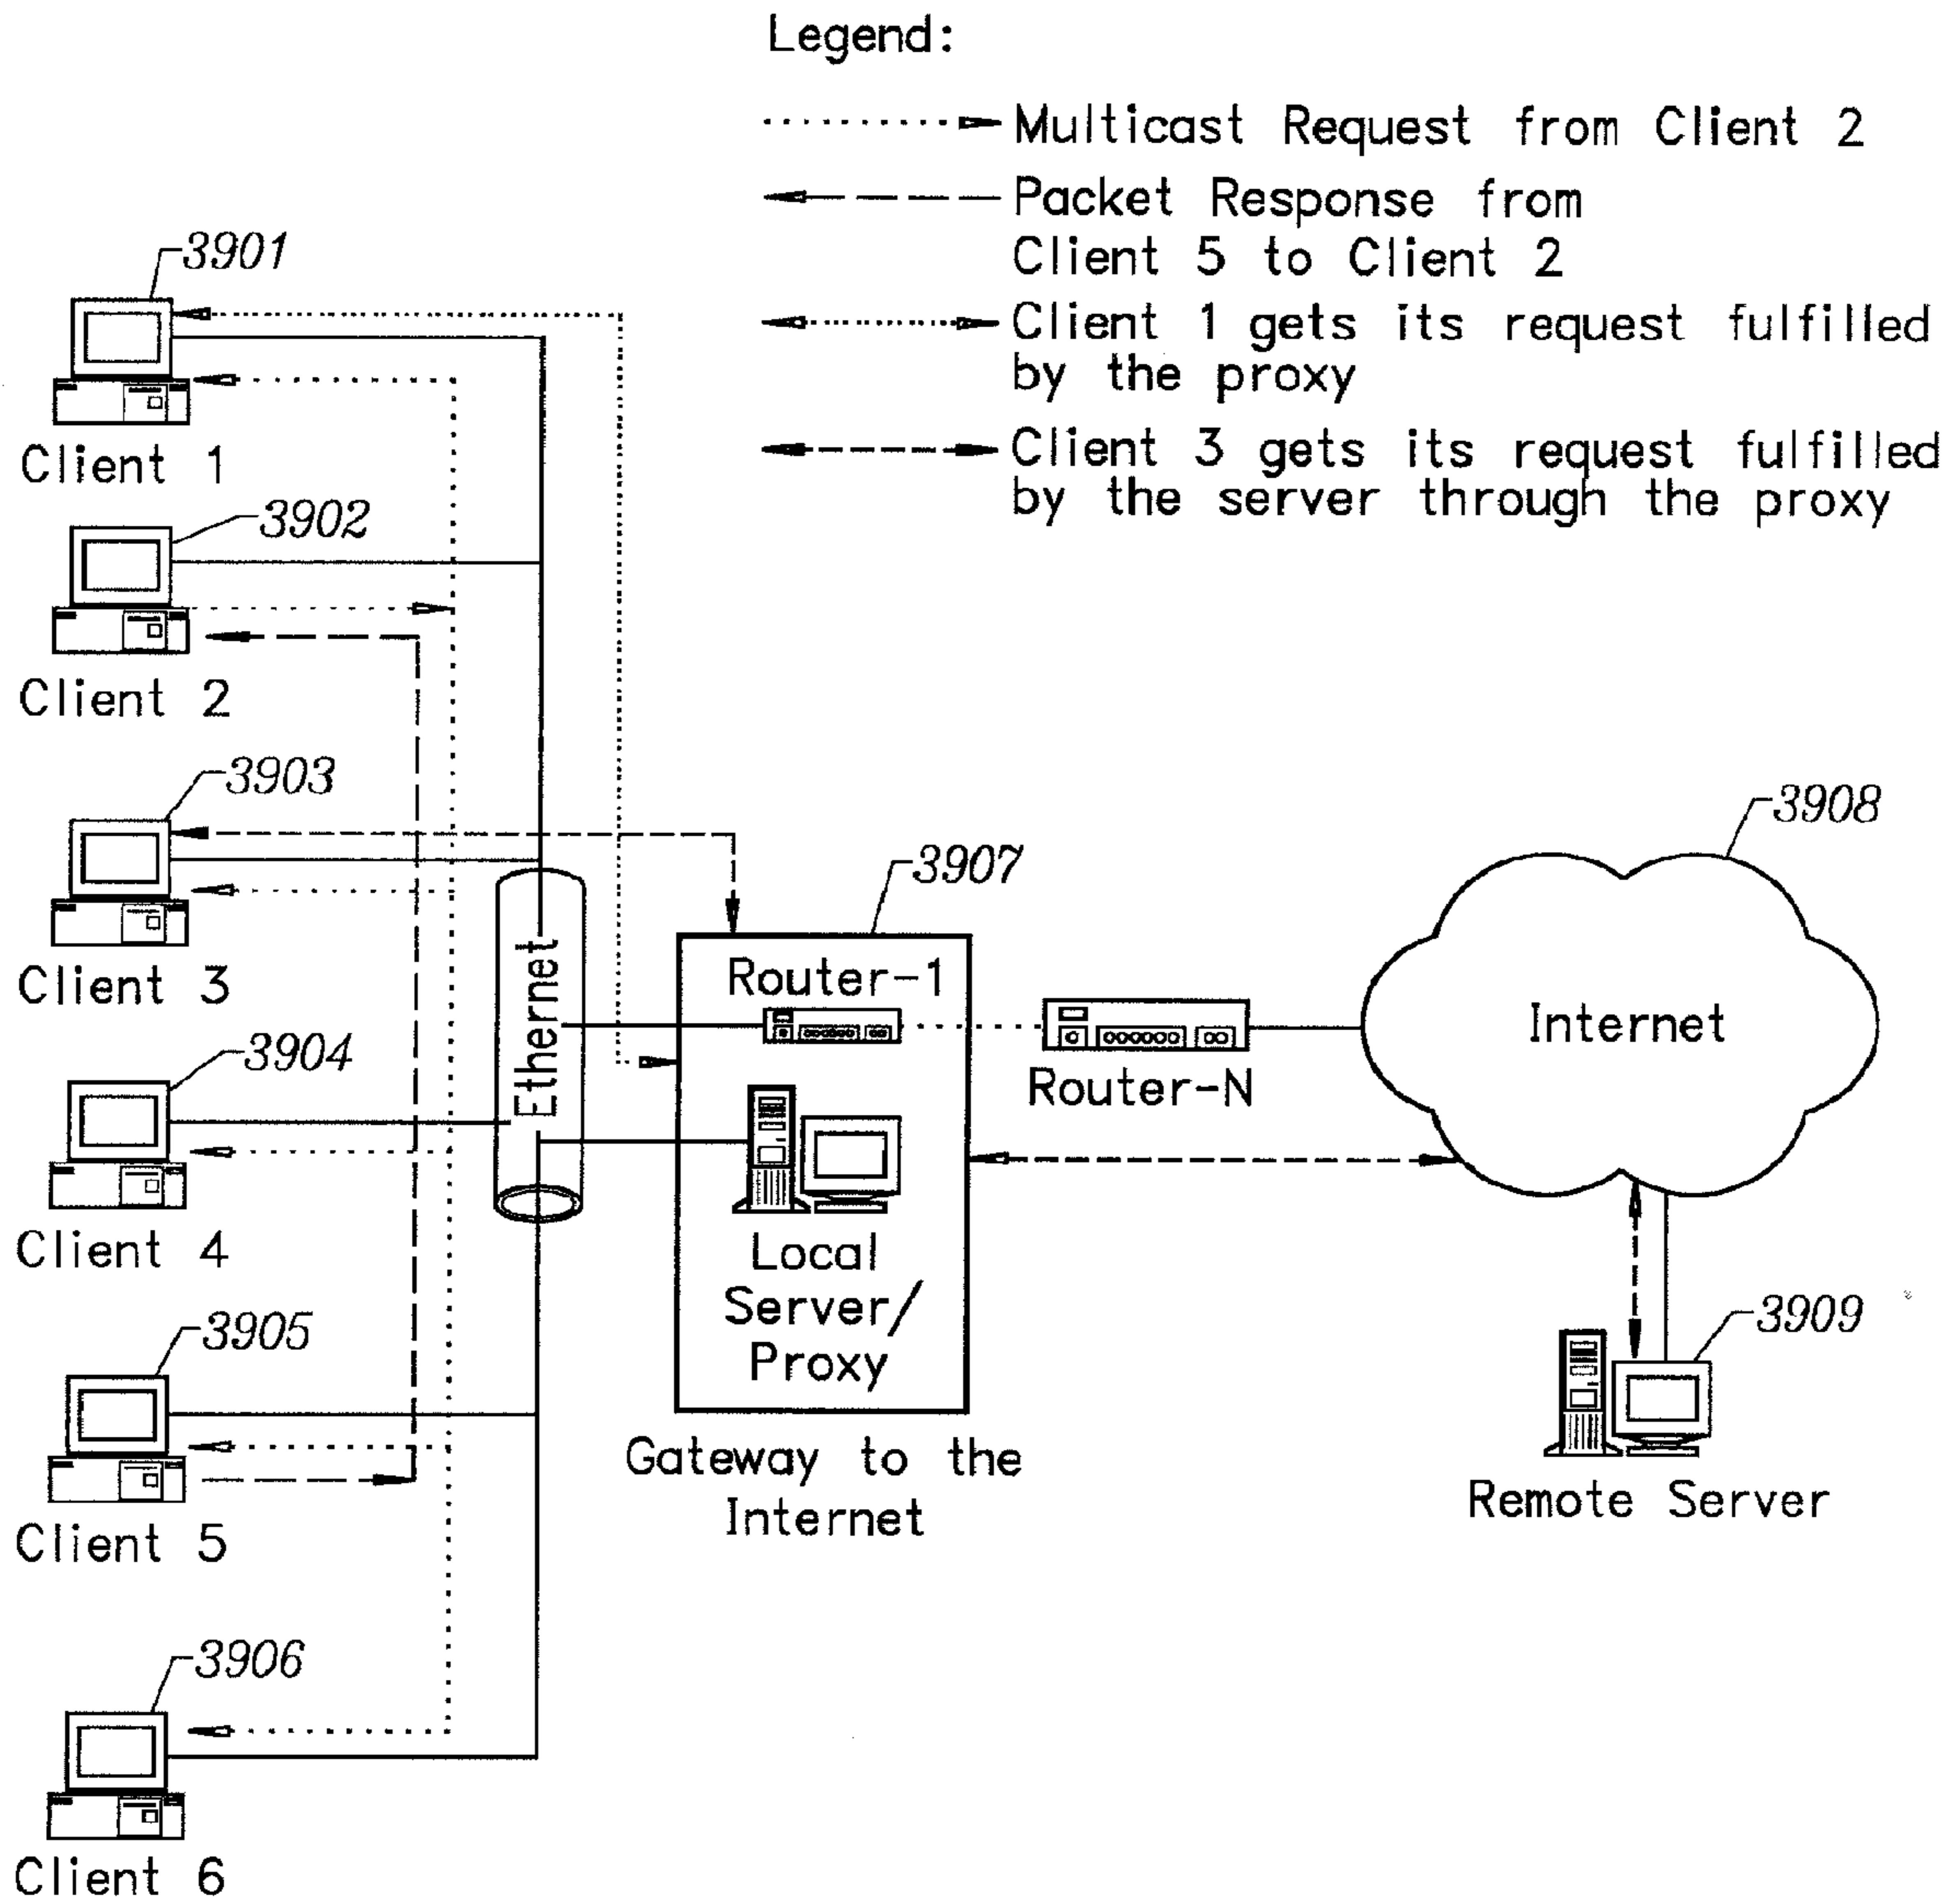 Legend:
Multicast Request from Client 2
Packet Response from
Client 5 to Client 2
Client 1 gets its request fulfilled
by the proxy
Client 3 gets its request fulfilled
by the server through the proxy
3901
Client 1
3902
Client 2
3903
Client 3
3904
Client 4
3905
Client 5
3906
Client 6
Ethernet
3907
Router-1
Local
Server/
Proxy
Gateway to the
Internet
Router-N
3908
Internet
3909
Remote Server